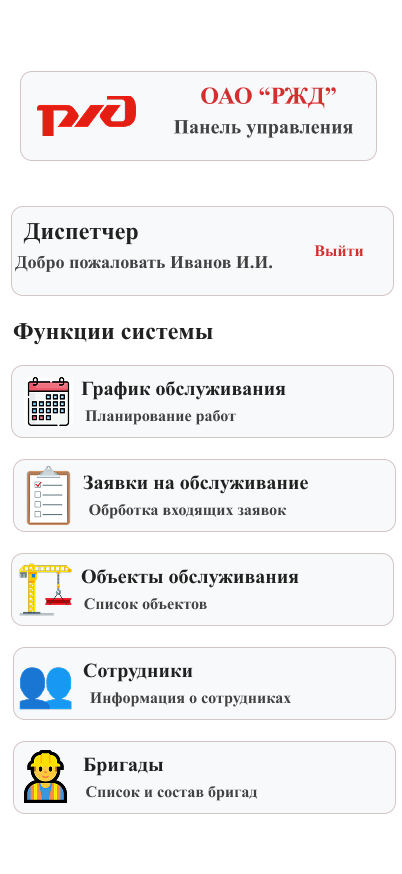 ОАО “РЖД”
Панель управления
Диспетчер
Добро пожаловать Иванов И.И.
Выйти
Функции системы
График обслуживания
Планирование работ
Заявки на обслуживание
Обрботка входящих заявок
Объекты обслуживания
Список объектов
Сотрудники
Информация о сотрудниках
Бригады
Список и состав бригад